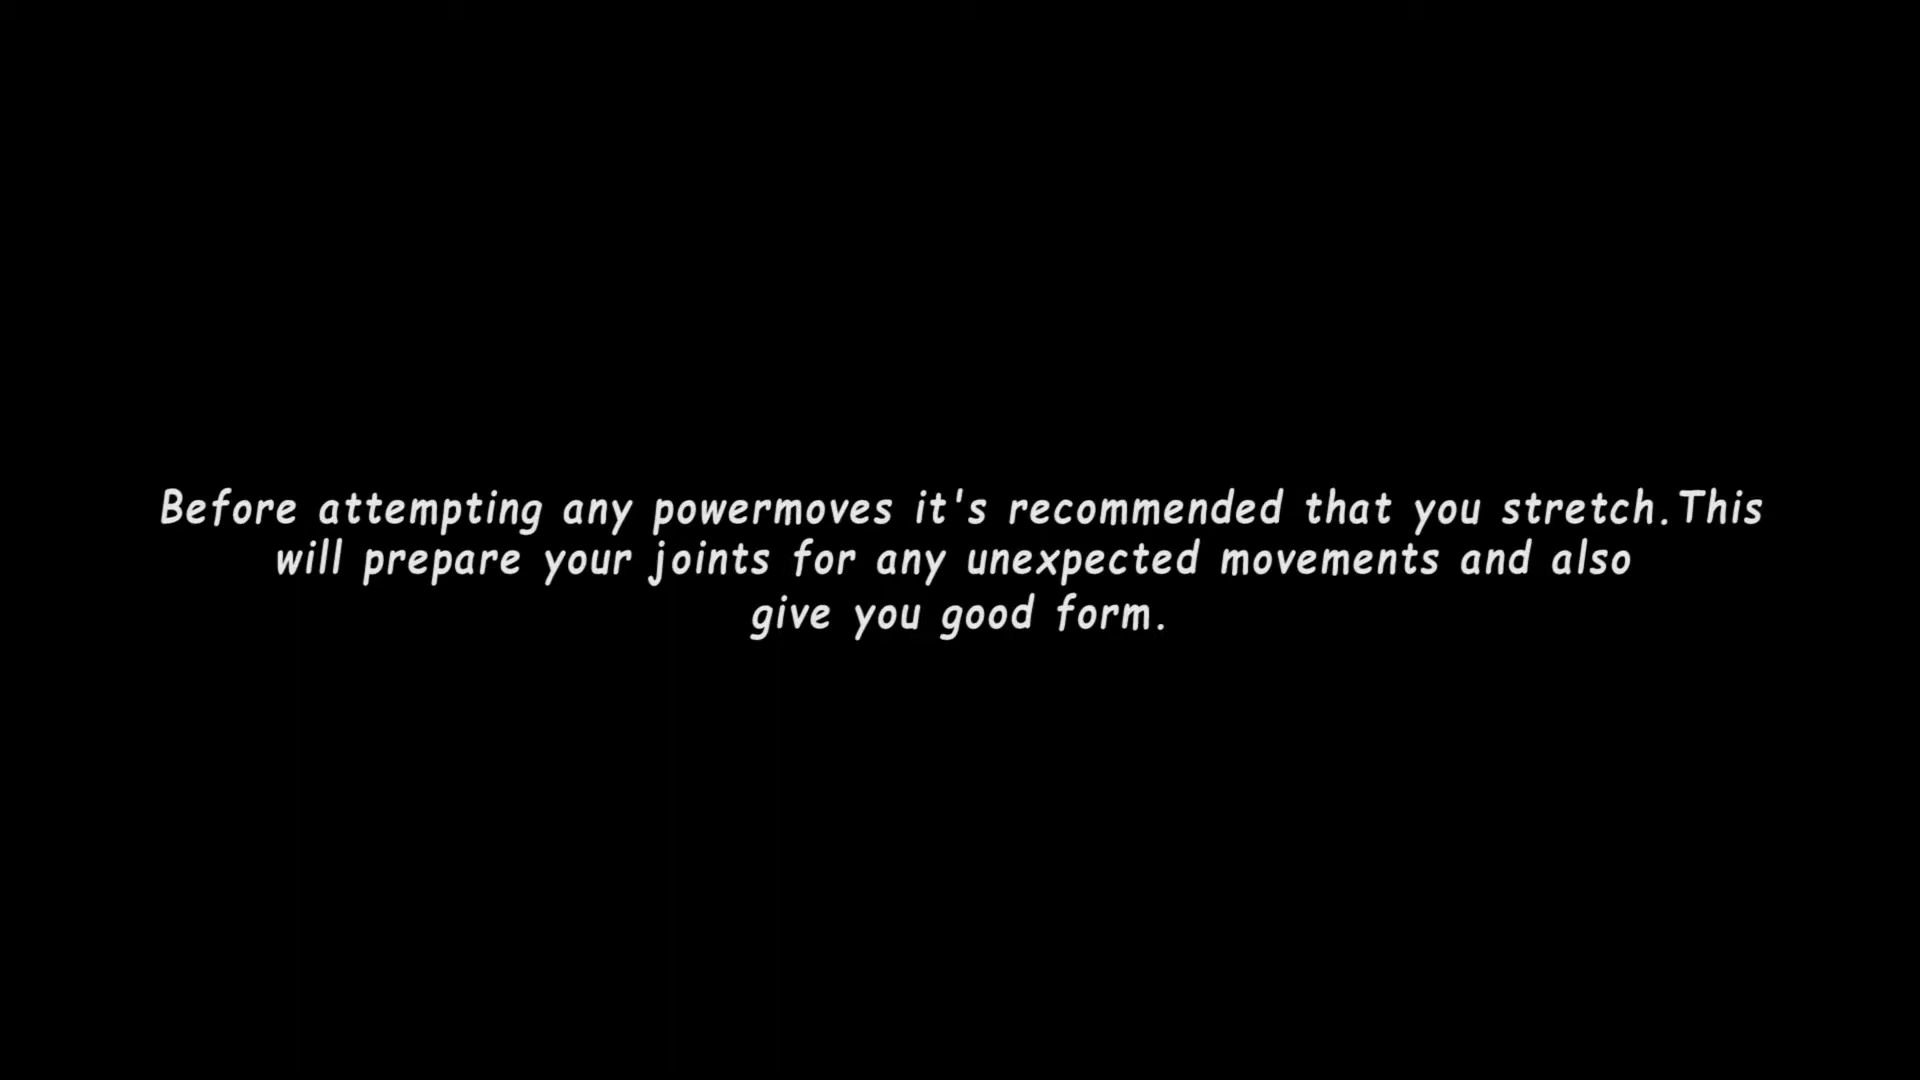 Before attempting any powermoves it's recommended that you stretch.This
will prepare your joints for any unexpected movements and also
give you good form.